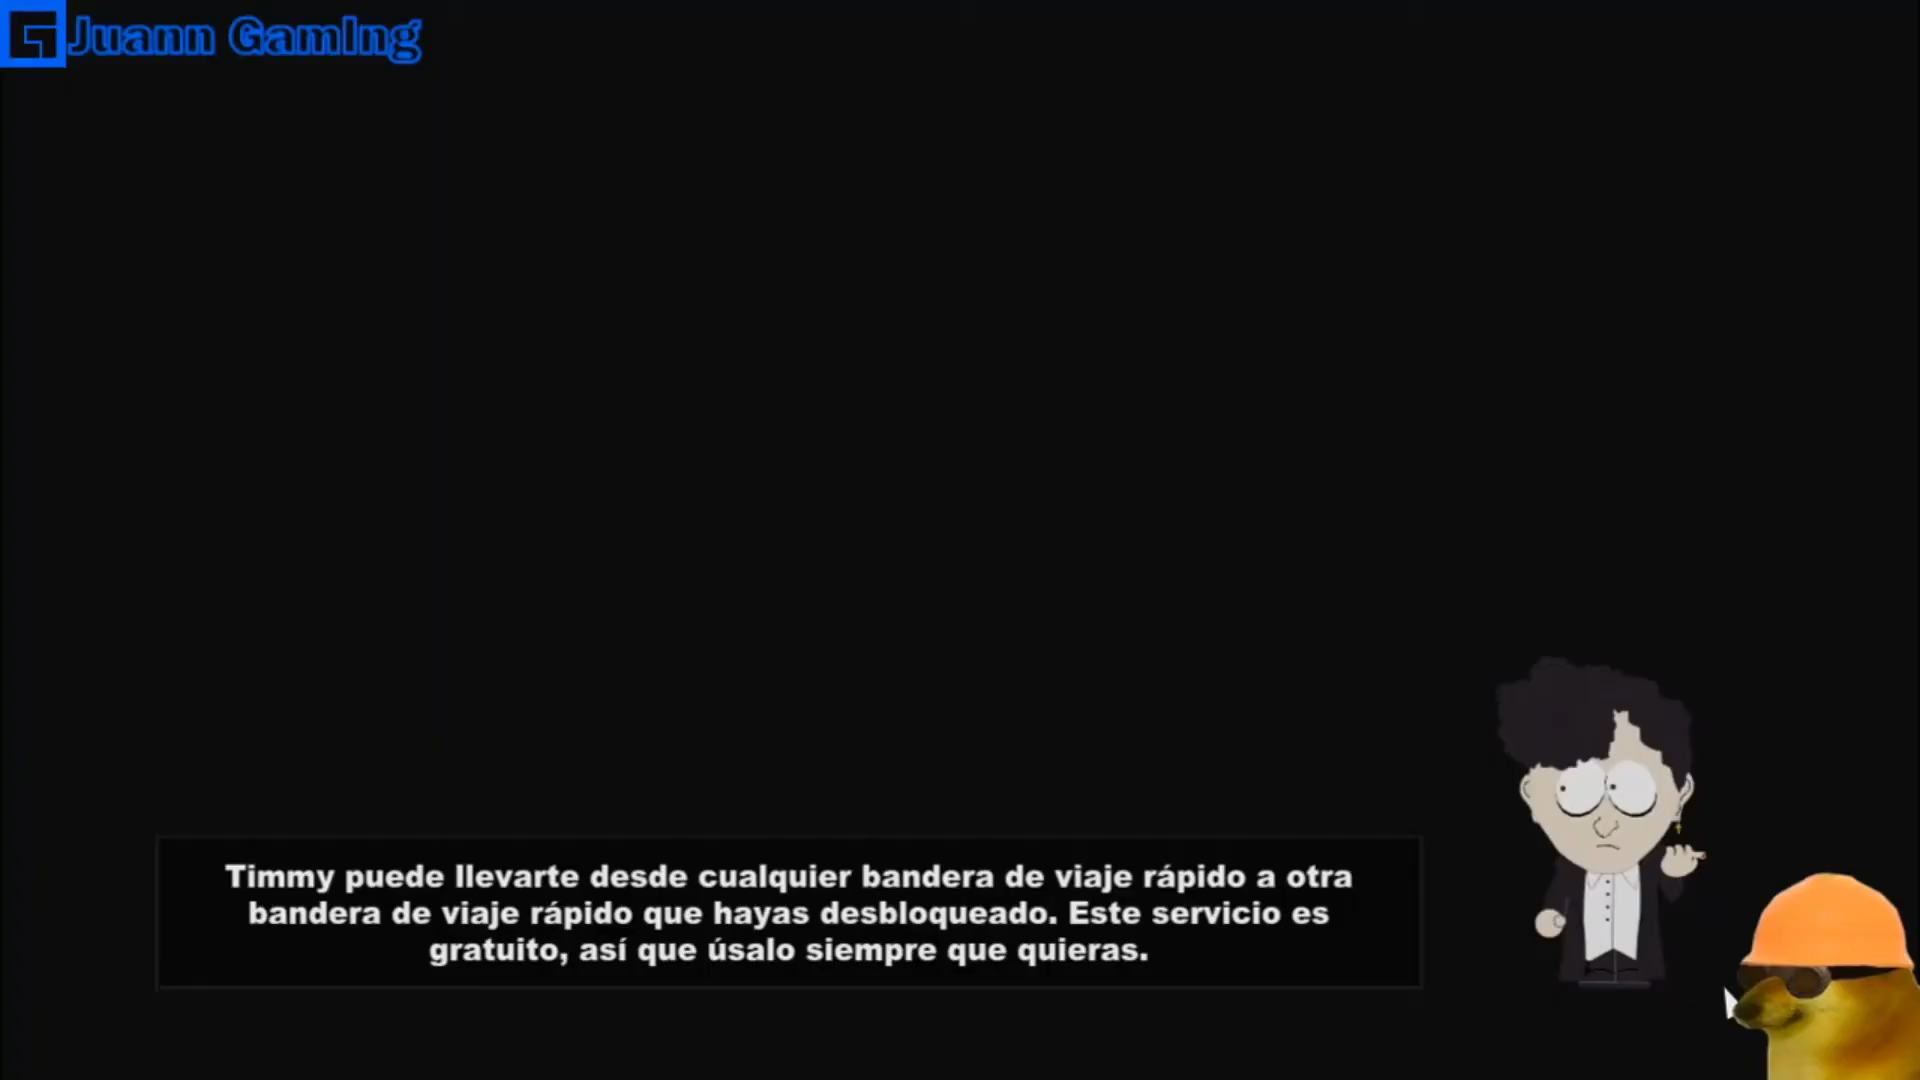 Juann GamIng
Timmy puede llevarte desde cualquier bandera de viaje rápido a otra
bandera de viaje rápido que hayas desbloqueado. Este servicio es
gratuito, así que úsalo siempre que quieras.